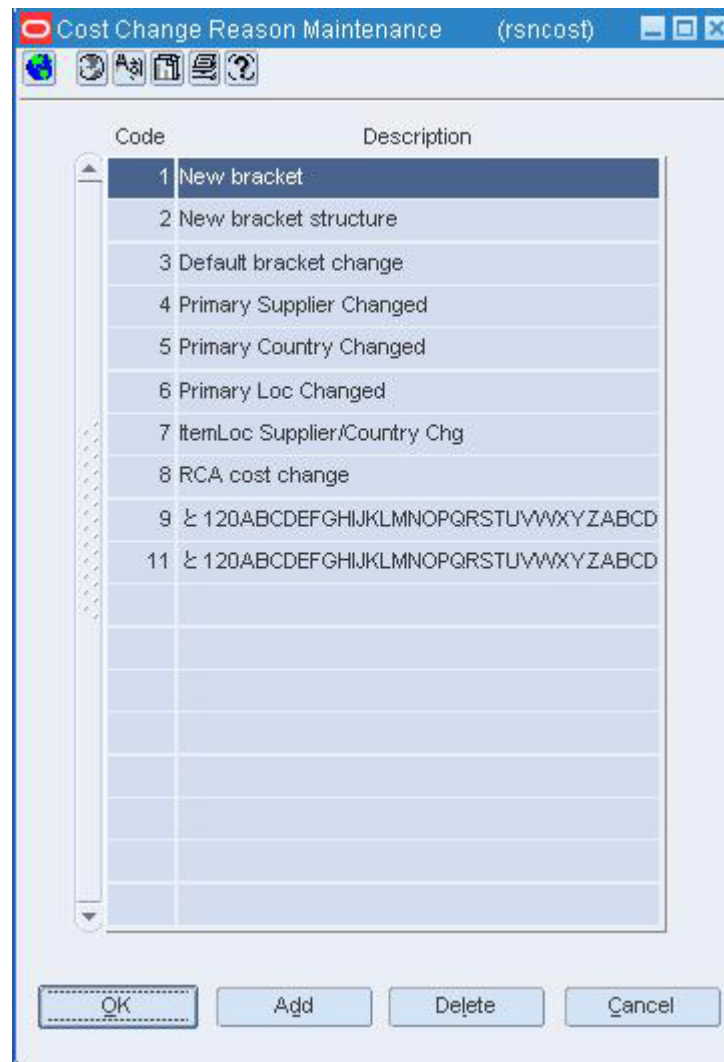 Cost Change Reason Maintenance (rsncost)
Code Description
1 New bracket
2 New bracket structure
3 Default bracket change
4 Primary Supplier Changed
5 Primary Country Changed
6 Primary Loc Changed
7 ItemLoc Supplier/Country Chg
8 RCA cost change
9 と120ABCDEFGHIJKLMNOPQRSTUVWXYZABCD
11 と120ABCDEFGHIJKLMNOPQRSTUVWXYZABCD
OK Add Delete Cancel